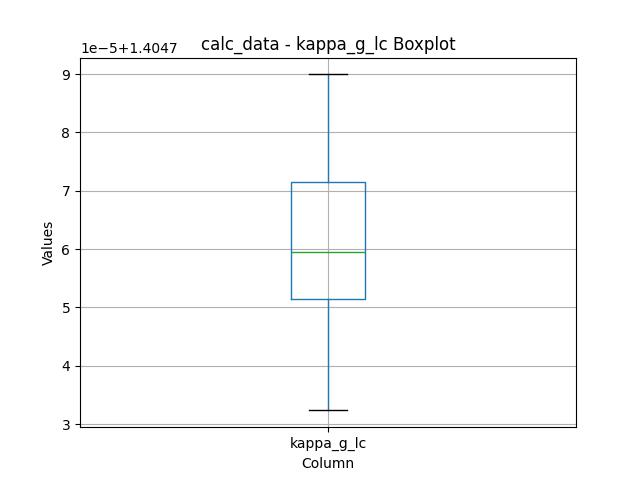 calc_data - kappa_g_lc Boxplot
1e−5+1.4047
9
8
7
6
5
4
3
Values
kappa_g_lc
Column